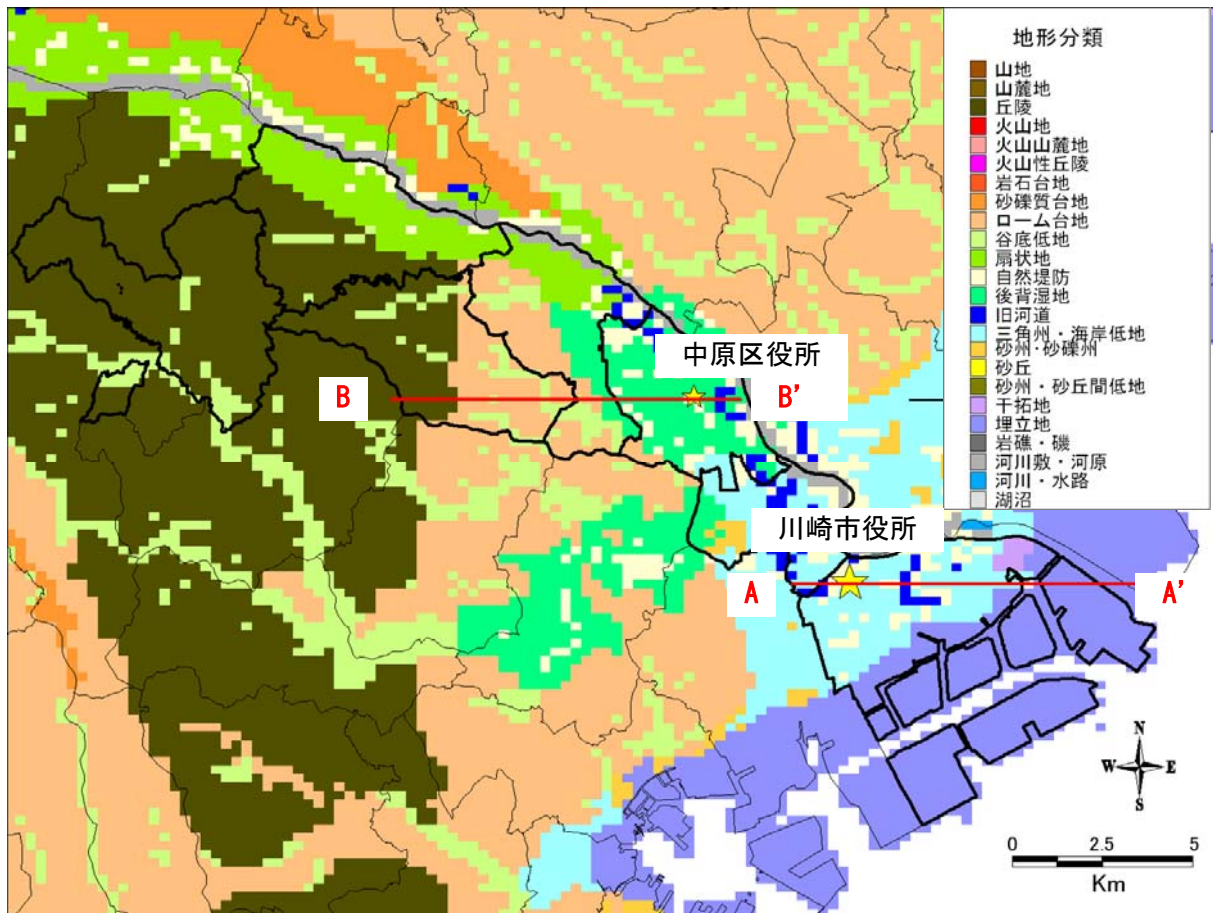 地形分類
山地
山麓地
丘陵
火山地
火山山麓地
火山性丘陵
岩石台地
砂礫質台地
ローム台地
谷底低地
扇状地
自然堤防
後背湿地
旧河道
三角州・海岸低地
砂州・砂礫州
砂丘
砂州・砂丘間低地
干拓地
埋立地
岩礁・磯
河川敷・河原
河川・水路
湖沼
中原区役所
B
B'
川崎市役所
A
A'
N
W E
S
0 2.5 5
Km